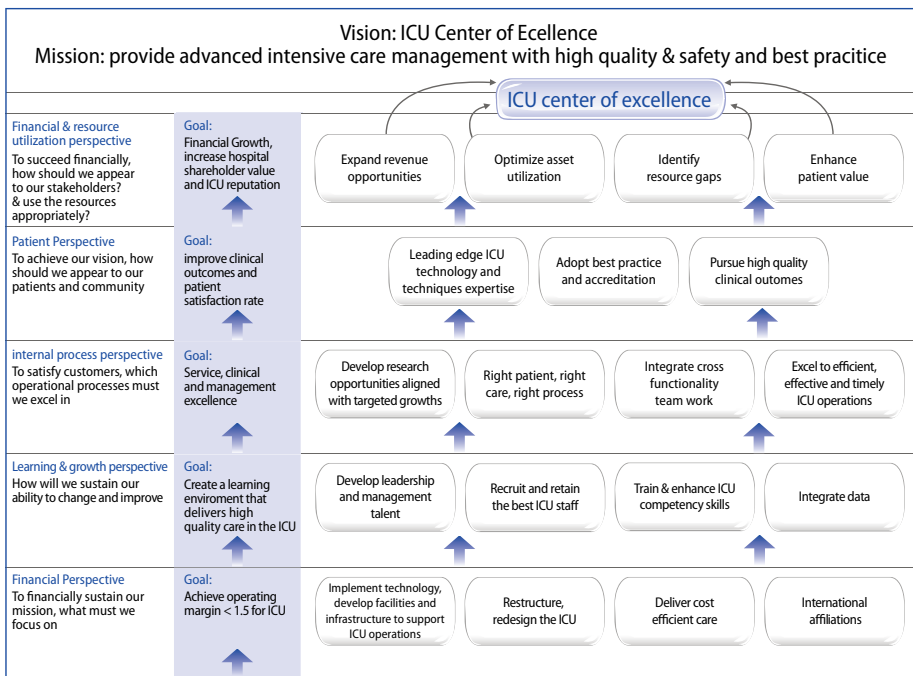 Vision: ICU Center of Ecellence
Mission: provide advanced intensive care management with high quality & safety and best pracitice
ICU center of excellence
Financial & resource
utilization perspective
To succeed financially,
how should we appear
to our stakeholders?
& use the resources
appropriately?
Goal:
Financial Growth,
increase hospital
shareholder value
and ICU reputation
Expand revenue
opportunities
Optimize asset
utilization
Identify
resource gaps
Enhance
patient value
Patient Perspective
To achieve our vision, how
should we appear to our
patients and community
Goal:
improve clinical
outcomes and
patient
satisfaction rate
Leading edge ICU
technology and
techniques expertise
Adopt best practice
and accreditation
Pursue high quality
clinical outcomes
internal process perspective
To satisfy customers, which
operational processes must
we excel in
Goal:
Service, clinical
and management
excellence
Develop research
opportunities aligned
with targeted growths
Right patient, right
care, right process
Integrate cross
functionality
team work
Excel to efficient,
effective and timely
ICU operations
Learning & growth perspective
How will we sustain our
ability to change and improve
Goal:
Create a learning
enviroment that
delivers high
quality care in the ICU
Develop leadership
and management
talent
Recruit and retain
the best ICU staff
Train & enhance ICU
competency skills
Integrate data
Financial Perspective
To financially sustain our
mission, what must we
focus on
Goal:
Achieve operating
margin < 1.5 for ICU
Implement technology,
develop facilities and
infrastructure to support
ICU operations
Restructure,
redesign the ICU
Deliver cost
efficient care
International
affiliations